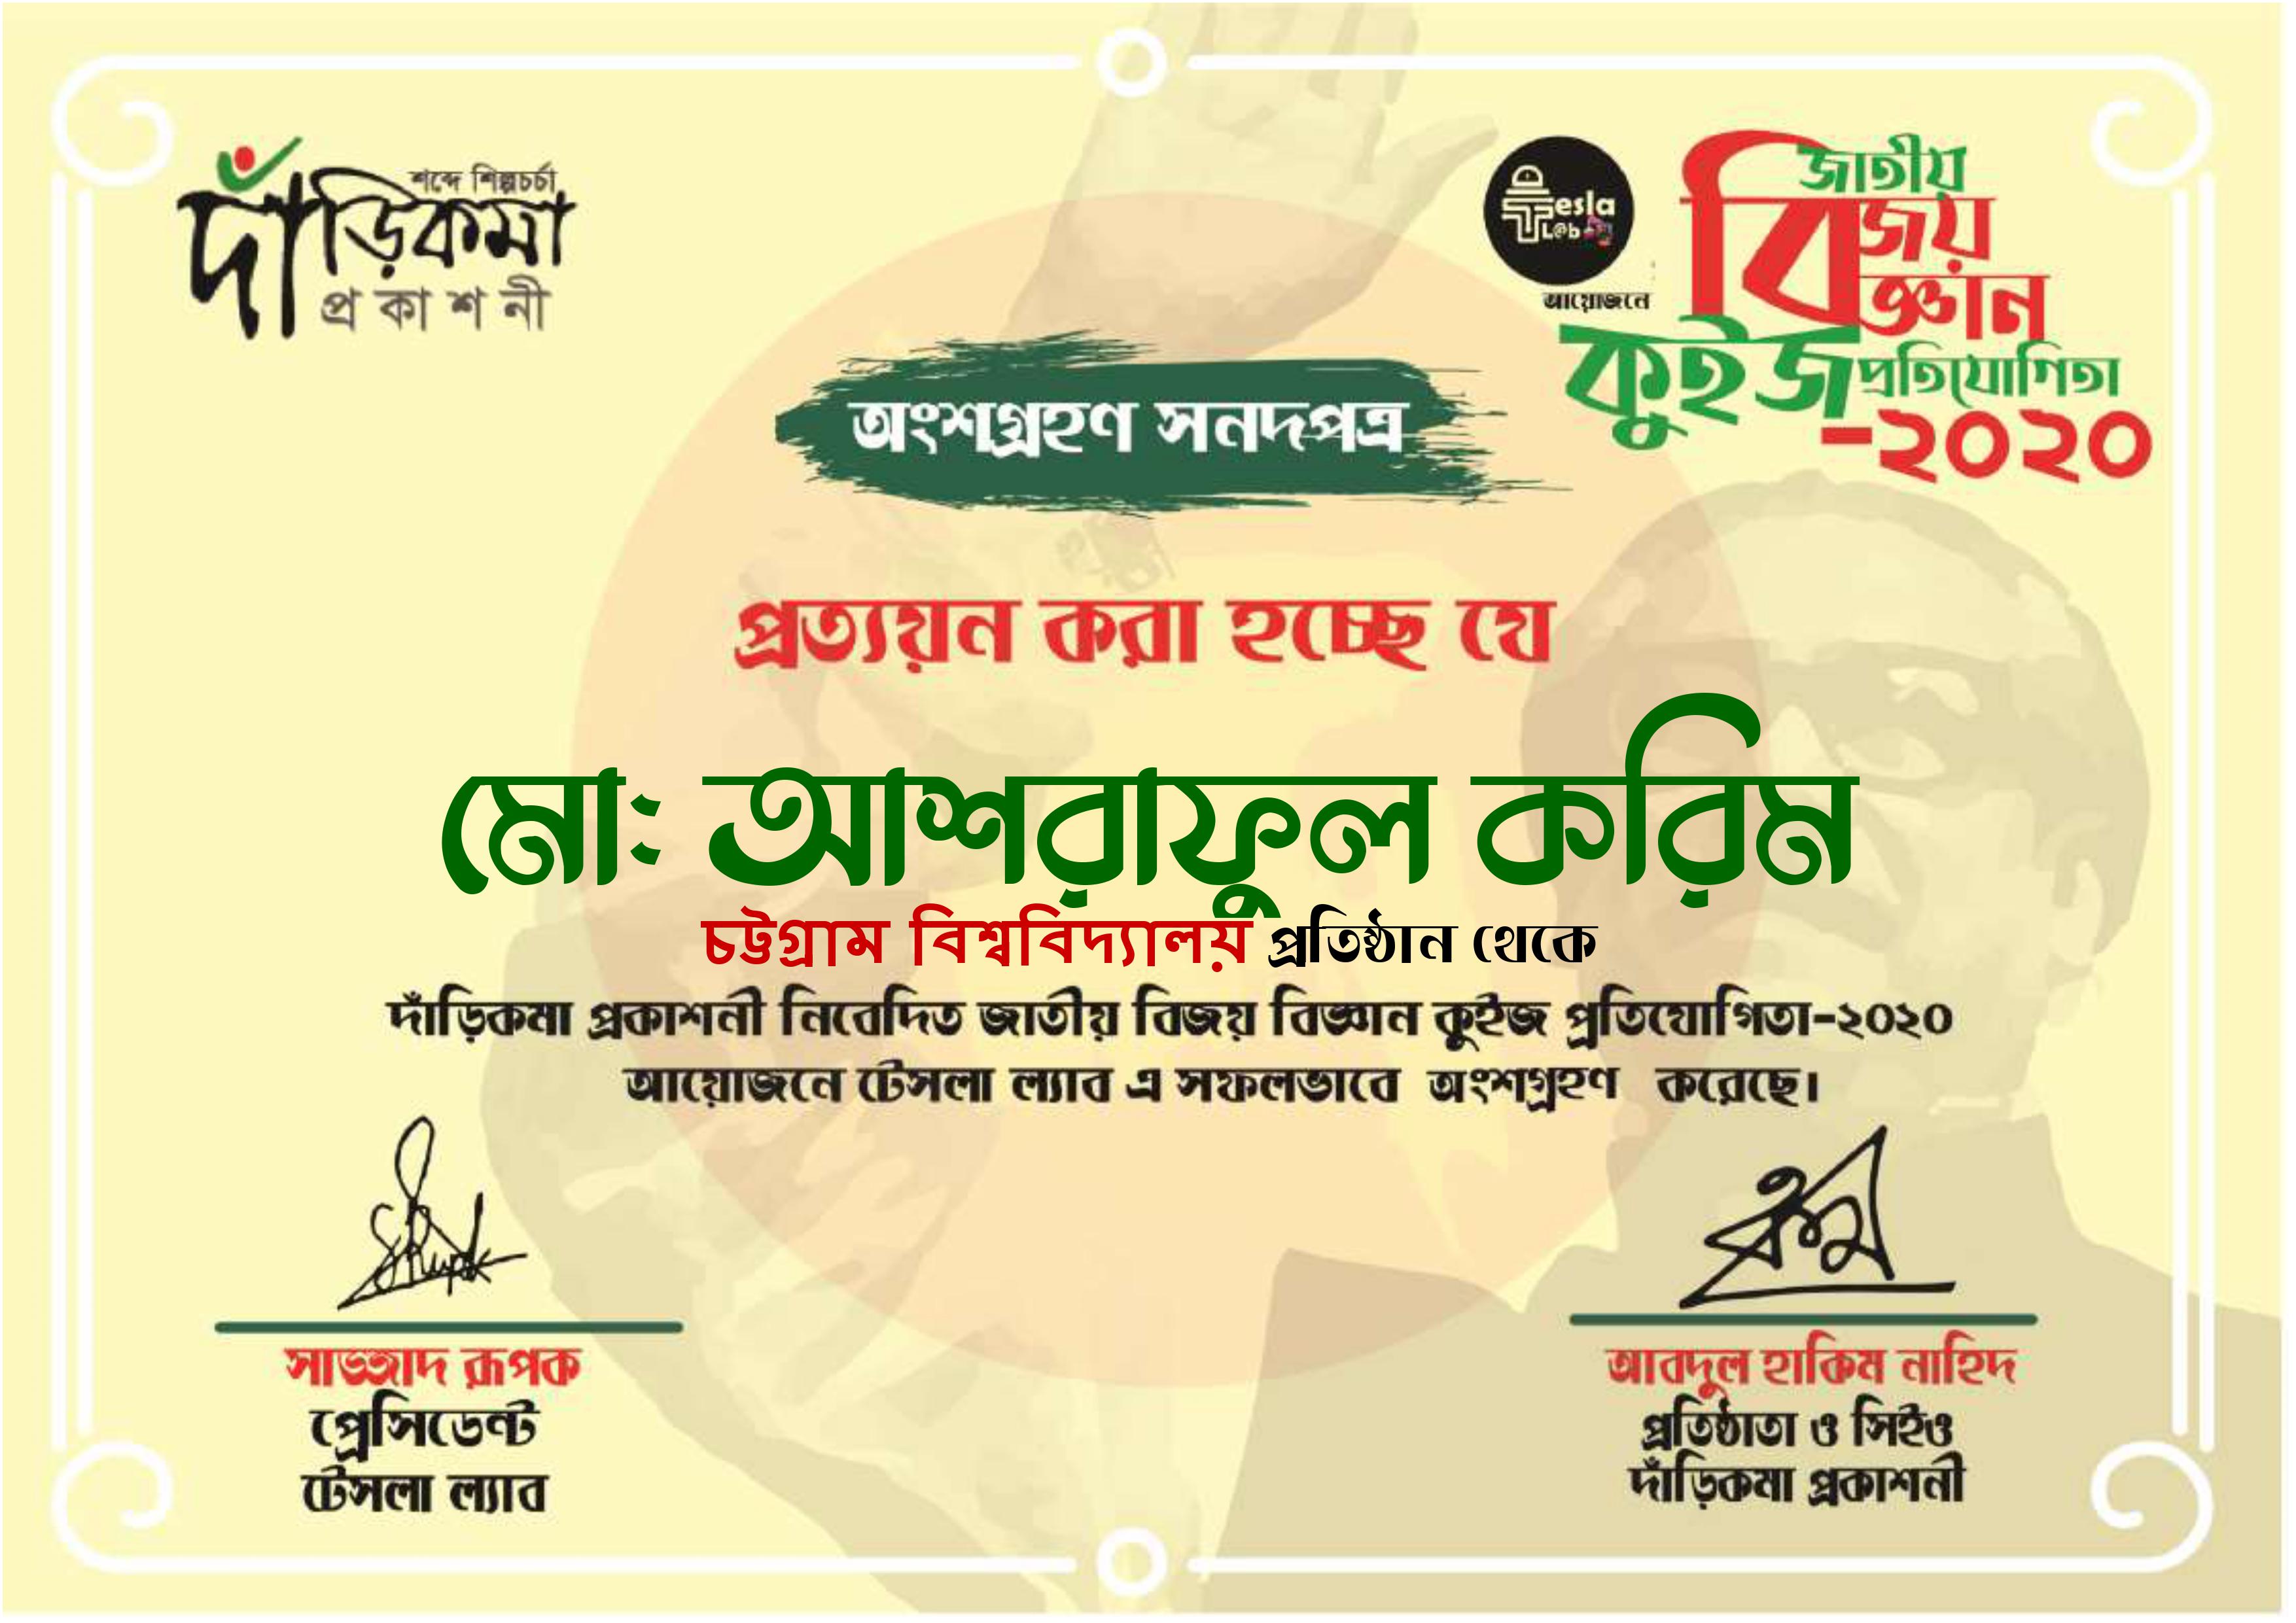 শব্দে শিল্পচর্চা
দাঁড়িকমা
প্রকাশনী
Tesla
L@b
আয়োজনে
জাতীয়
বিজয়
বিজ্ঞান
কুইজ প্রতিযোগিতা
-২০২০
অংশগ্রহণ সনদপত্র
প্রত্যয়ন করা হচ্ছে যে
মো: আশরাফুল করিম
চট্টগ্রাম বিশ্ববিদ্যালয় প্রতিষ্ঠান থেকে
দাঁড়িকমা প্রকাশনী নিবেদিত জাতীয় বিজয় বিজ্ঞান কুইজ প্রতিযোগিতা-২০২০
আয়োজনে টেসলা ল্যাব এ সফলভাবে অংশগ্রহণ করেছে।
সাজ্জাদ রূপক
প্রেসিডেন্ট
টেসলা ল্যাব
আবদুল হাকিম নাহিদ
প্রতিষ্ঠাতা ও সিইও
দাঁড়িকমা প্রকাশনী